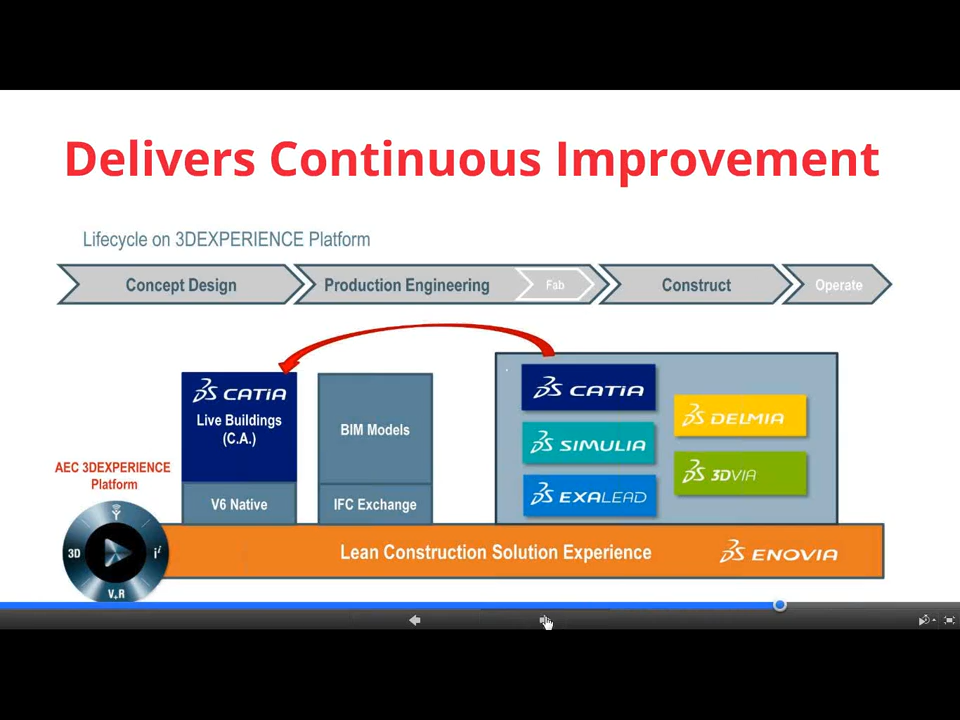 Delivers Continuous Improvement
Lifecycle on 3DEXPERIENCE Platform
Concept Design
Production Engineering
Fab
Construct
Operate
CATIA
Live Buildings
(C.A.)
V6 Native
BIM Models
IFC Exchange
CATIA
SIMULIA
EXALEAD
DELMIA
3DVIA
AEC 3DEXPERIENCE
Platform
3D
i²
V+R
Lean Construction Solution Experience
ENOVIA